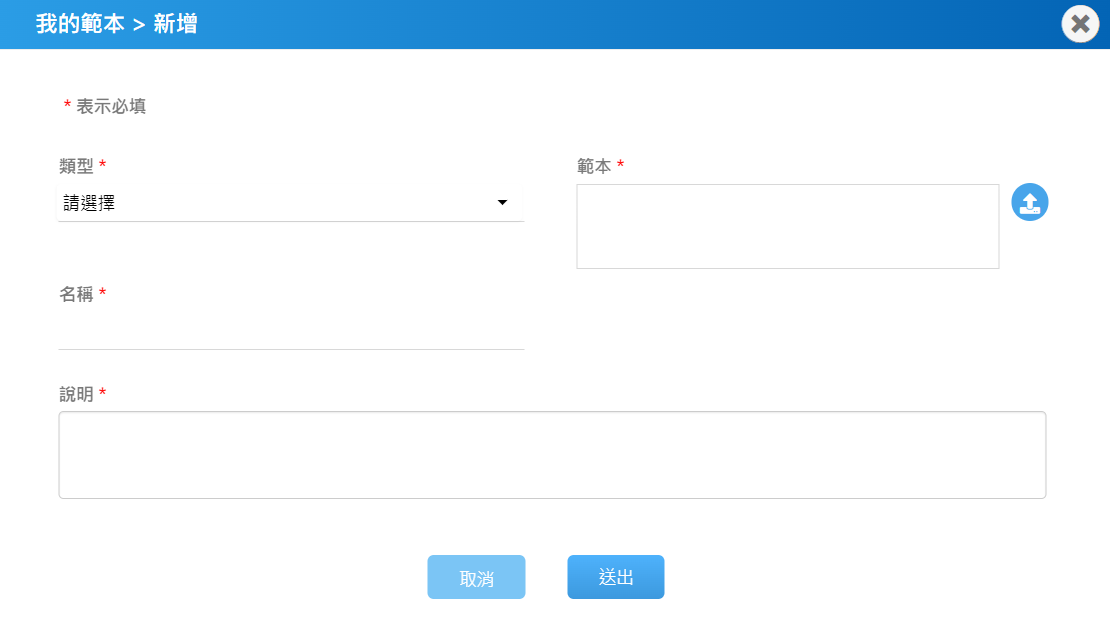 我的範本 > 新增
* 表示必填
類型 *
請選擇
範本 *
名稱 *
說明 *
取消
送出